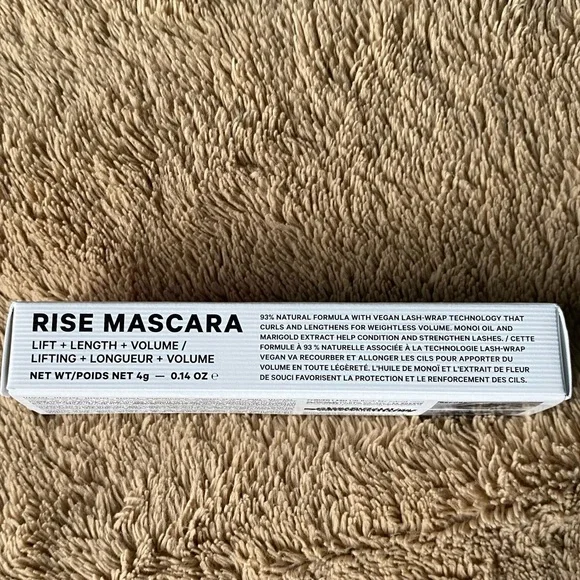 RISE MASCARA
LIFT + LENGTH + VOLUME /
LIFTING + LONGUEUR + VOLUME
NET WT/POIDS NET 4g — 0.14 OZ ℮
93% NATURAL FORMULA WITH VEGAN LASH-WRAP TECHNOLOGY THAT
CURLS AND LENGTHENS FOR WEIGHTLESS VOLUME. MONOI OIL AND
MARIGOLD EXTRACT HELP CONDITION AND STRENGTHEN LASHES. / CETTE
FORMULE À 93 % NATURELLE ASSOCIÉE À LA TECHNOLOGIE LASH-WRAP
VEGAN VA RECOURBER ET ALLONGER LES CILS POUR APPORTER DU
VOLUME EN TOUTE LÉGÈRETÉ. L'HUILE DE MONOÏ ET L'EXTRAIT DE FLEUR
DE SOUCI FAVORISENT LA PROTECTION ET LE RENFORCEMENT DES CILS.